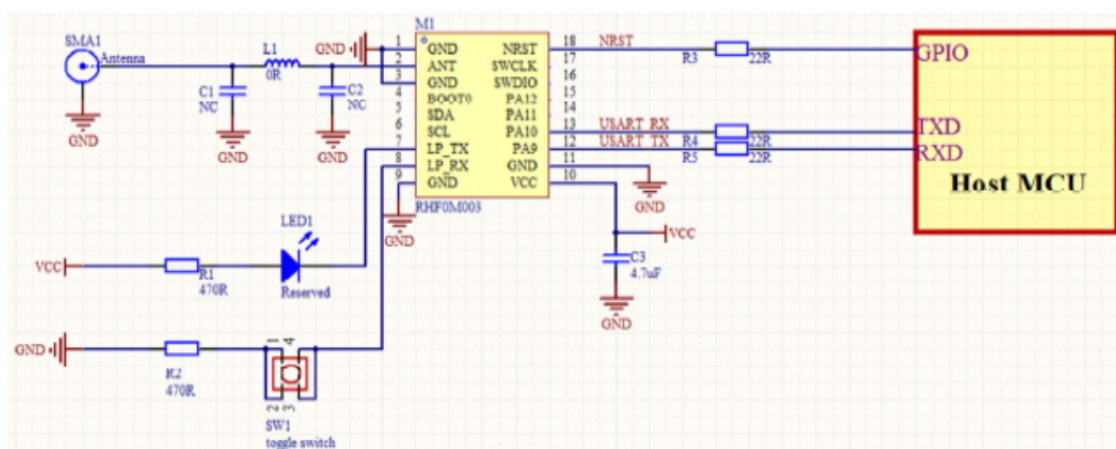 SMA1
Antenna
GND
C1
NC
GND
L1
0R
C2
NC
GND
GND
M1
1 GND
2 ANT
3 GND
4 BOOT0
5 SDA
6 SCL
7 LP_TX
8 LP_RX
9 GND
NRST 18
SWCLK 17
SWDIO 16
PA12 15
PA11 14
PA10 13
PA9 12
GND 11
VCC 10
RHF0M003
GND
NRST
R3 22R
USART_RX
R4 22R
USART_TX
R5 22R
GND
VCC
C3
4.7uF
GND
GPIO
TXD
RXD
Host MCU
VCC
R1
470R
LED1
Reserved
GND
R2
470R
1 4
2 3
SW1
toggle switch